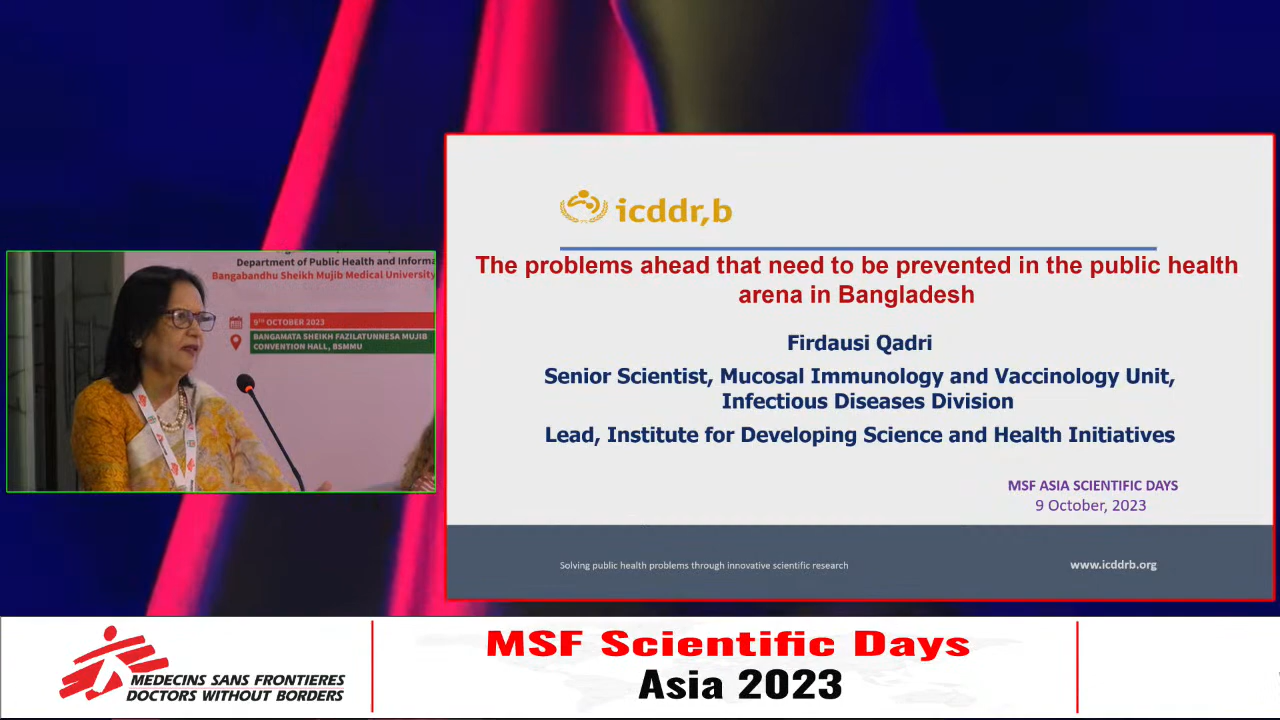 Department of Public Health and Informa
Bangabandhu Sheikh Mujib Medical University
9TH OCTOBER 2023
BANGAMATA SHEIKH FAZILATUNNESA MUJIB
CONVENTION HALL, BSMMU
icddr,b
The problems ahead that need to be prevented in the public health
arena in Bangladesh
Firdausi Qadri
Senior Scientist, Mucosal Immunology and Vaccinology Unit,
Infectious Diseases Division
Lead, Institute for Developing Science and Health Initiatives
MSF ASIA SCIENTIFIC DAYS
9 October, 2023
Solving public health problems through innovative scientific research
www.icddrb.org
MEDECINS SANS FRONTIERES
DOCTORS WITHOUT BORDERS
MSF Scientific Days
Asia 2023